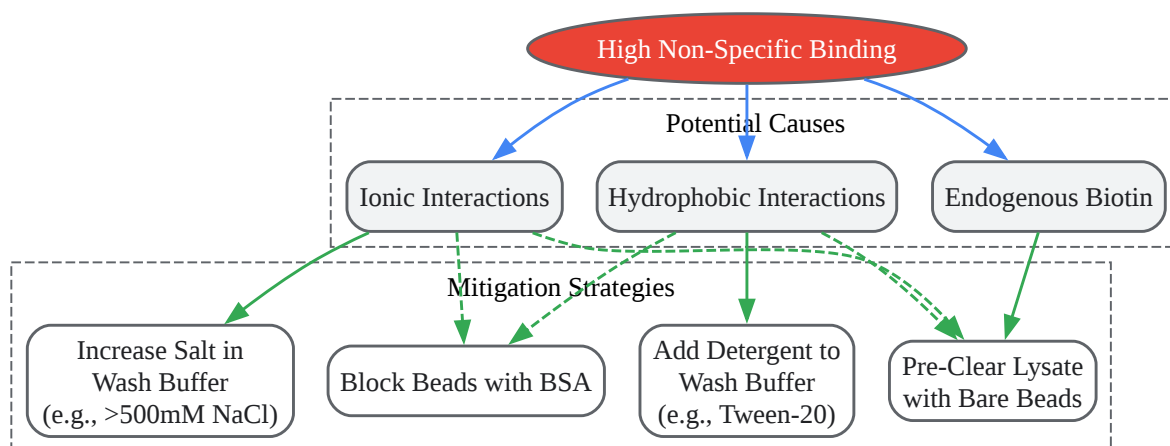 High Non-Specific Binding
Potential Causes
Ionic Interactions
Hydrophobic Interactions
Endogenous Biotin
Mitigation Strategies
Increase Salt in
Wash Buffer
(e.g., >500mM NaCl)
Block Beads with BSA
Add Detergent to
Wash Buffer
(e.g., Tween-20)
Pre-Clear Lysate
with Bare Beads